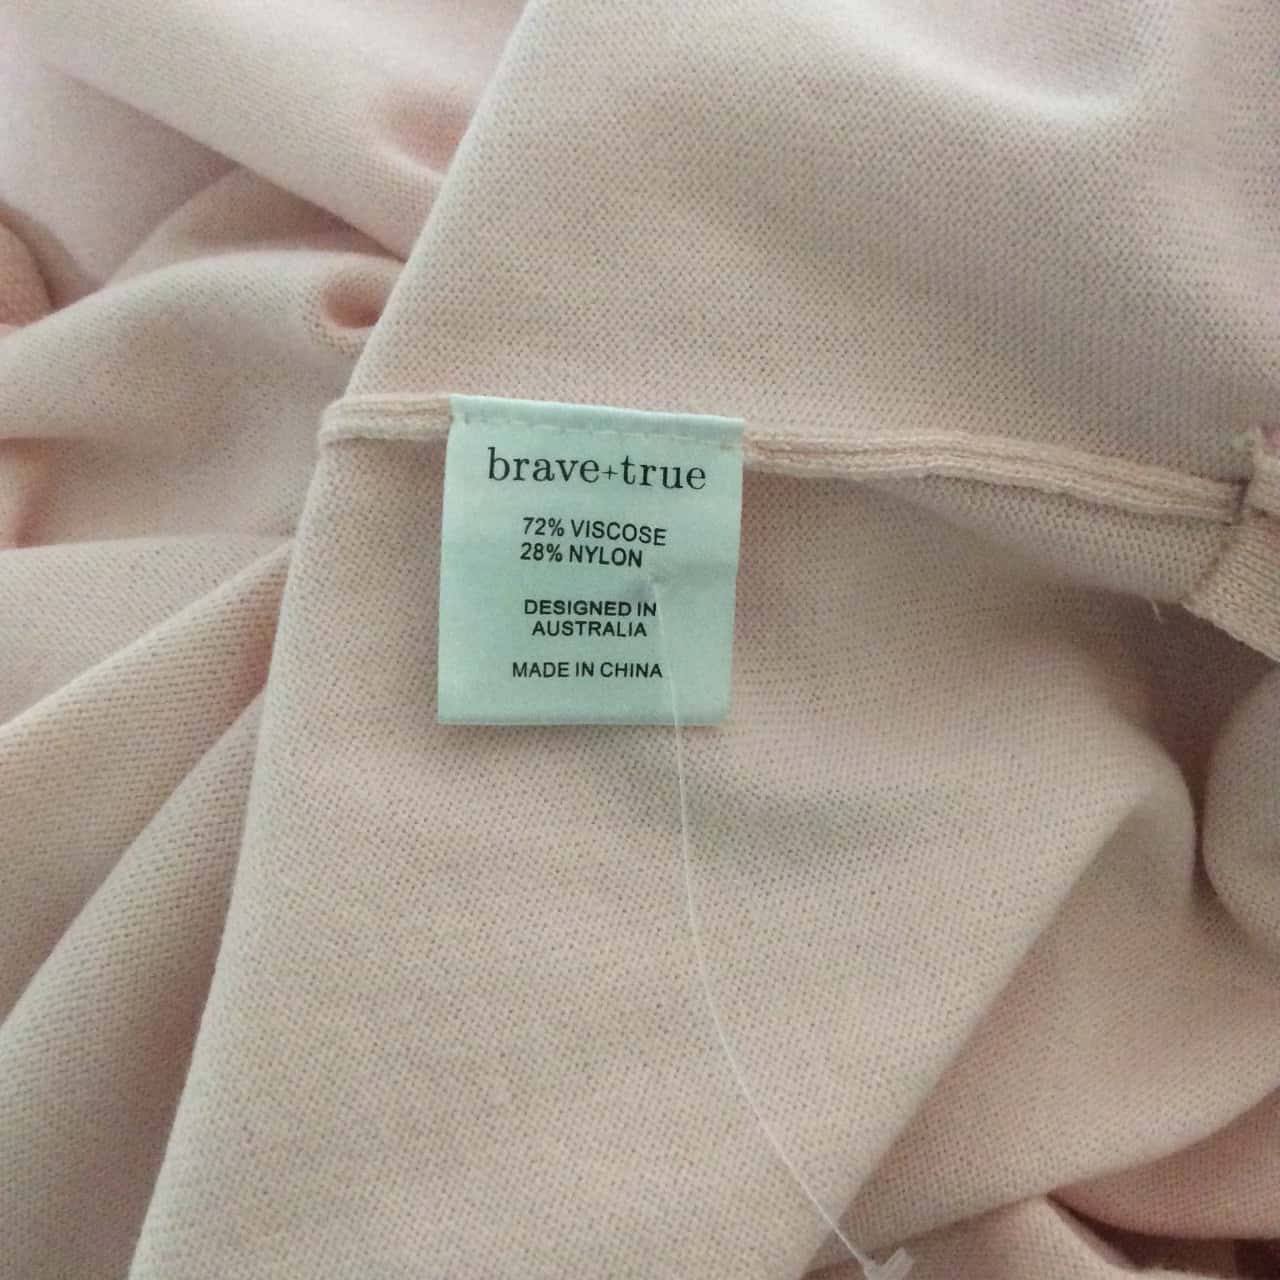 brave+true
72% VISCOSE
28% NYLON
DESIGNED IN
AUSTRALIA
MADE IN CHINA